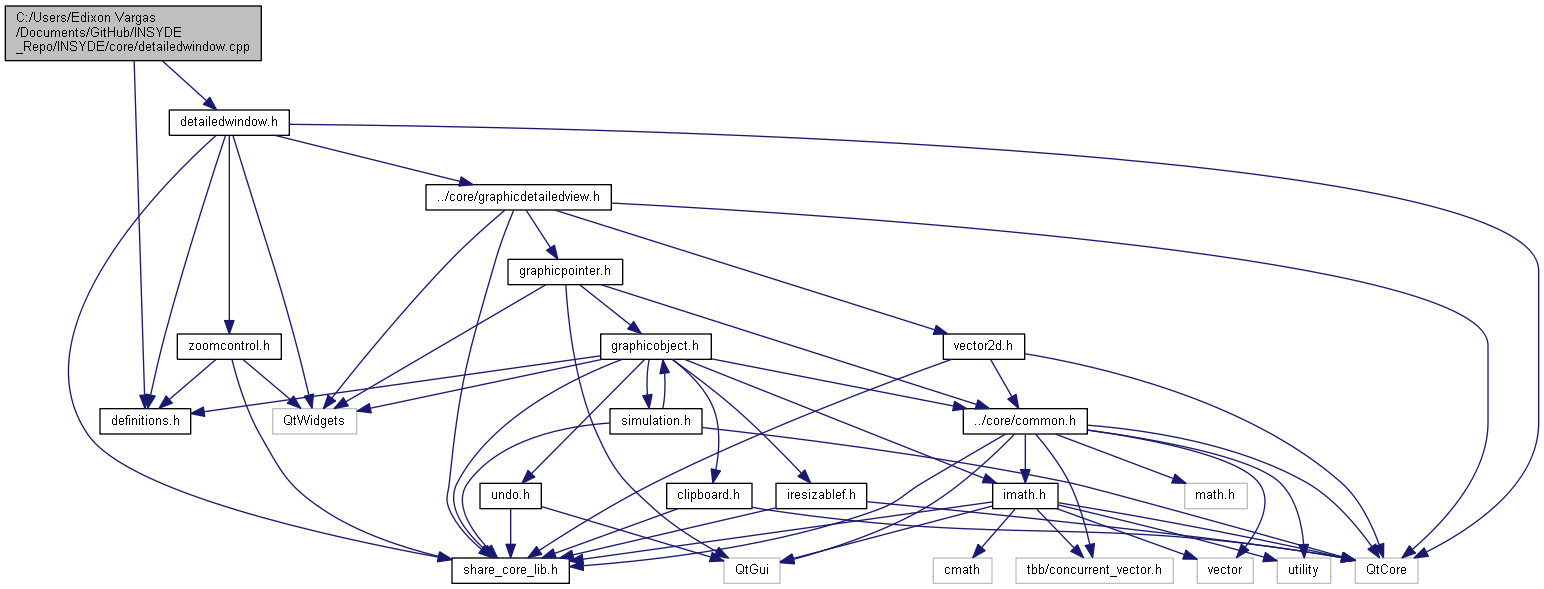 C:/Users/Edixon Vargas
/Documents/GitHub/INSYDE
_Repo/INSYDE/core/detailedwindow.cpp
detailedwindow.h
../core/graphicdetailedview.h
graphicpointer.h
zoomcontrol.h
graphicobject.h
vector2d.h
definitions.h
QtWidgets
simulation.h
../core/common.h
undo.h
clipboard.h
iresizablef.h
imath.h
math.h
share_core_lib.h
QtGui
cmath
tbb/concurrent_vector.h
vector
utility
QtCore